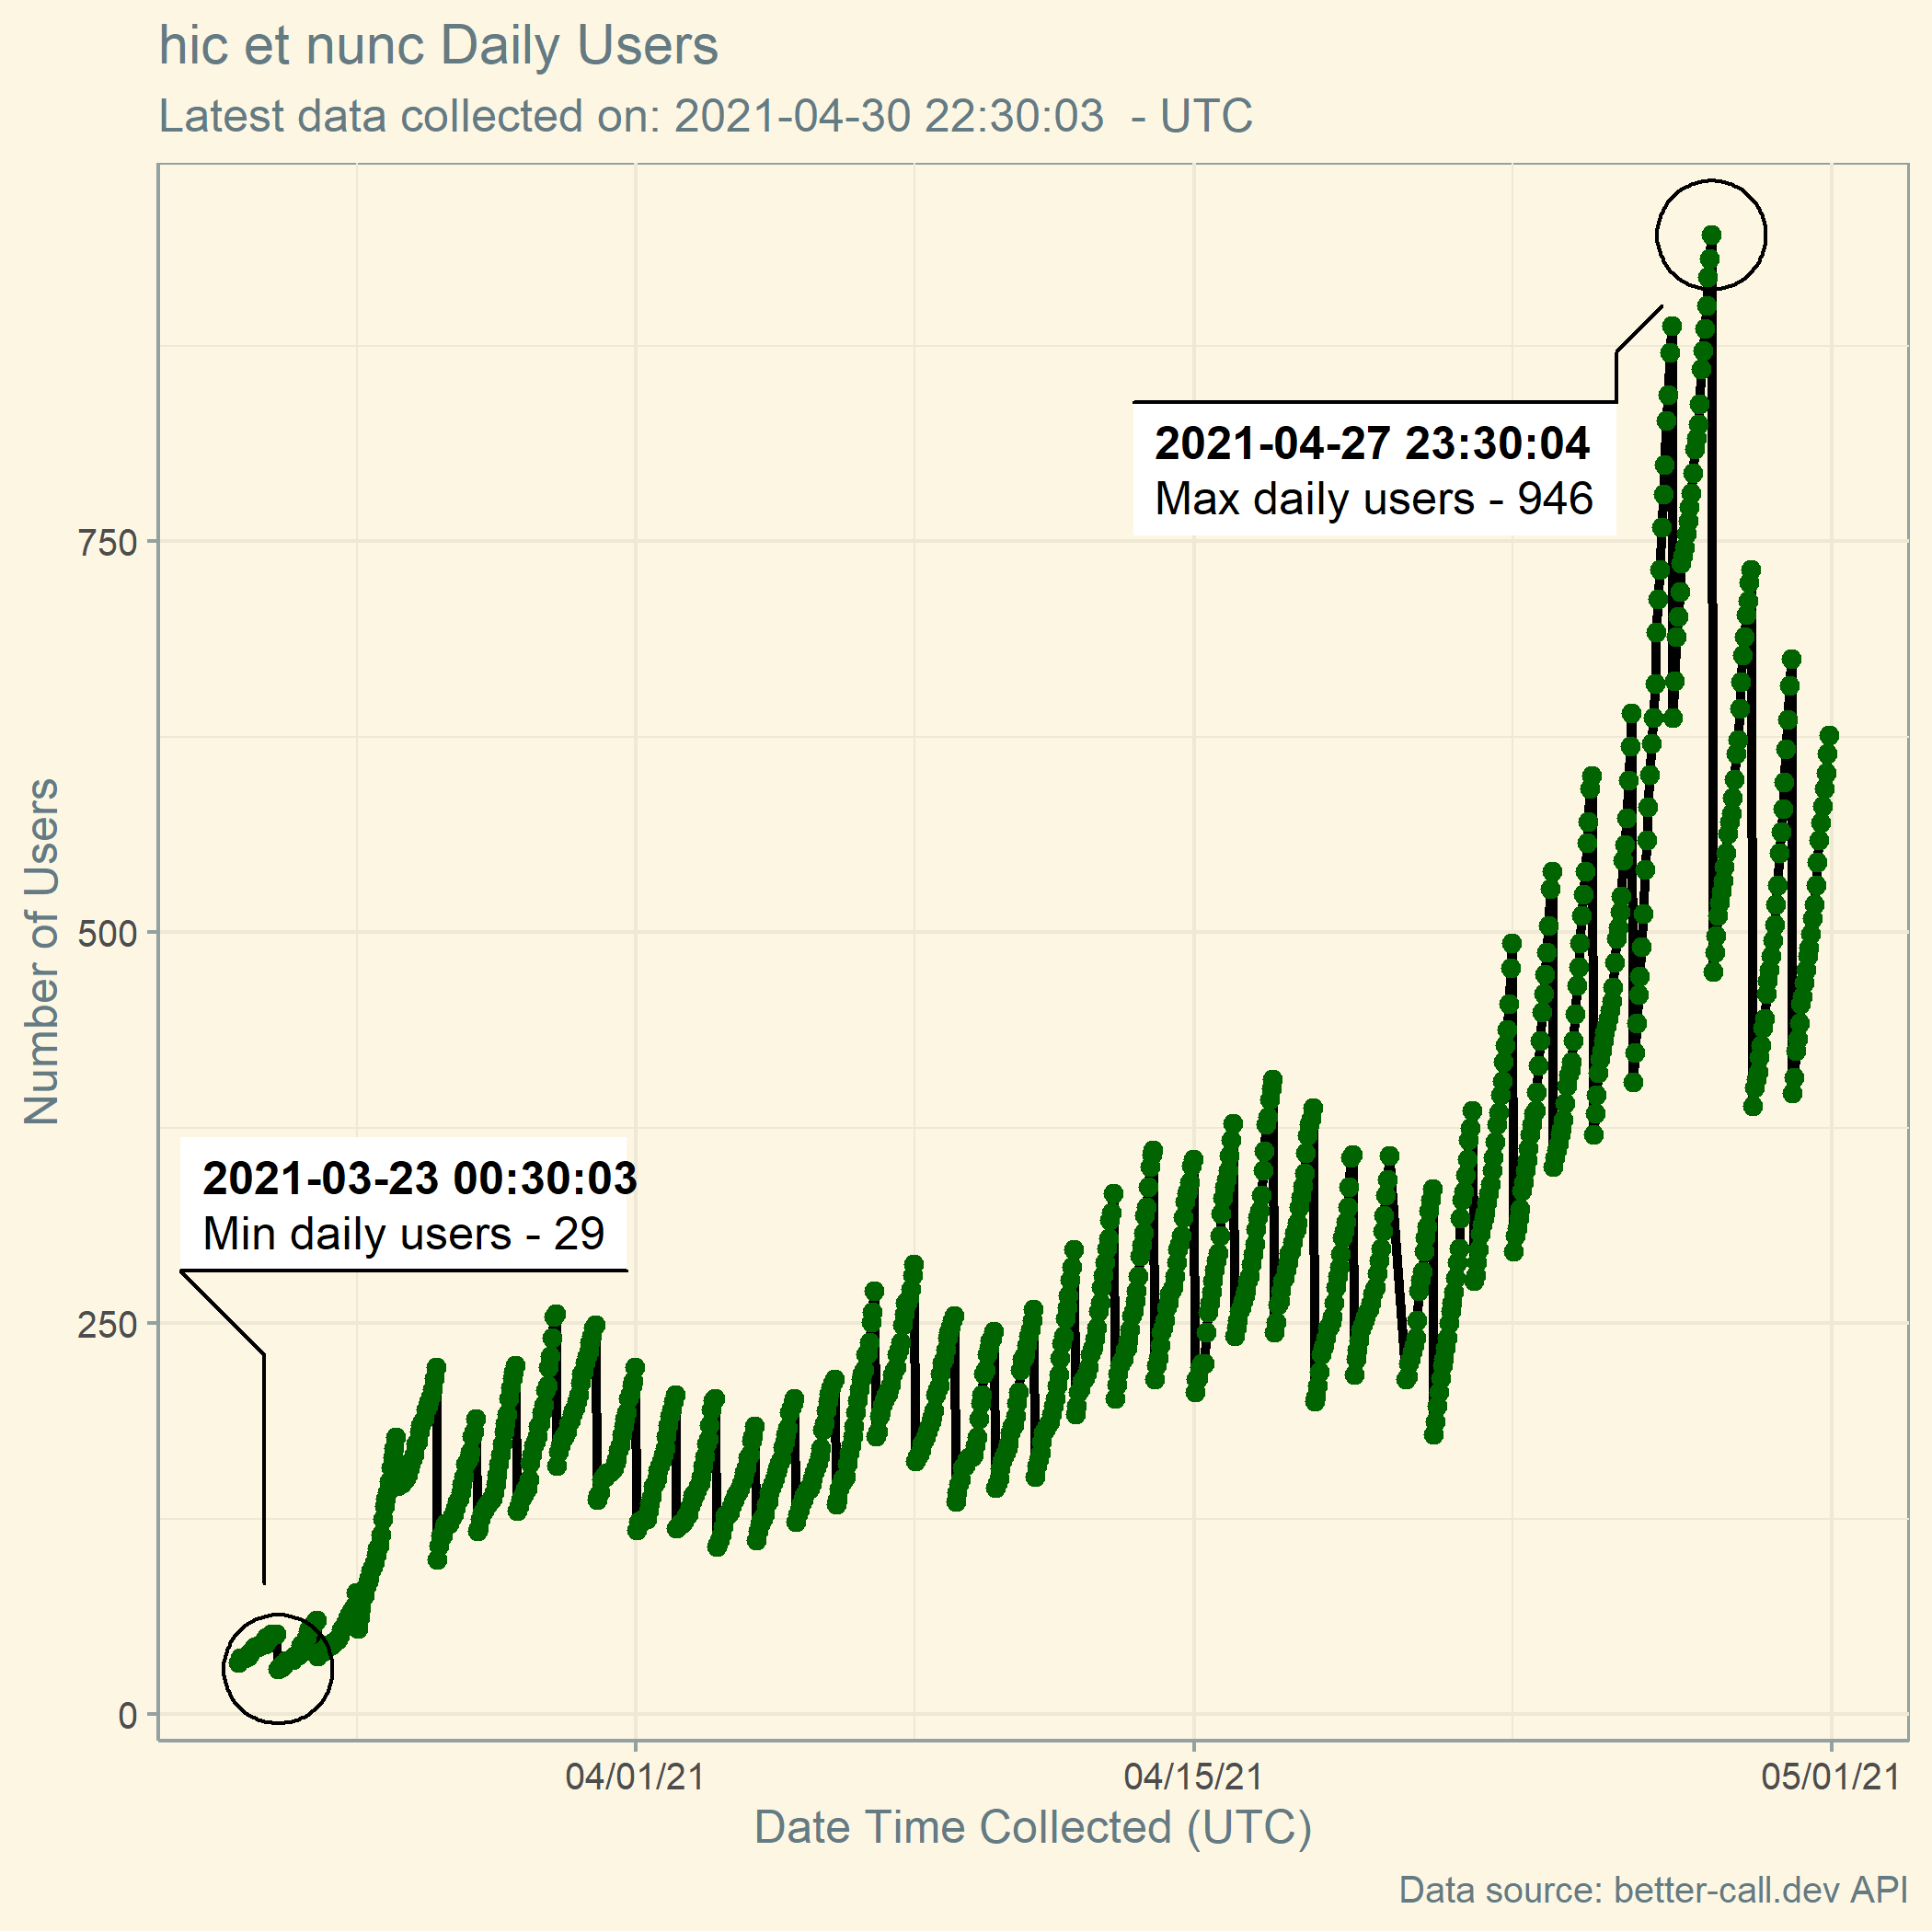 hic et nunc Daily Users
Latest data collected on: 2021-04-30 22:30:03  - UTC
2021-04-27 23:30:04
Max daily users - 946
750
500
Number of Users
2021-03-23 00:30:03
Min daily users - 29
250
0
04/01/21
04/15/21
05/01/21
Date Time Collected (UTC)
Data source: better-call.dev API